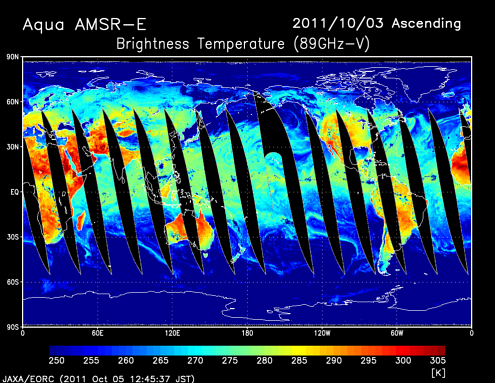 Aqua AMSR-E 2011/10/03 Ascending
Brightness Temperature (89GHz-V)
90N
60N
30N
EQ
30S
60S
90S
0 60E 120E 180 120W 60W 0
250 255 260 265 270 275 280 285 290 295 300 305
[K]
JAXA/EORC (2011 Oct 05 12:45:37 JST)